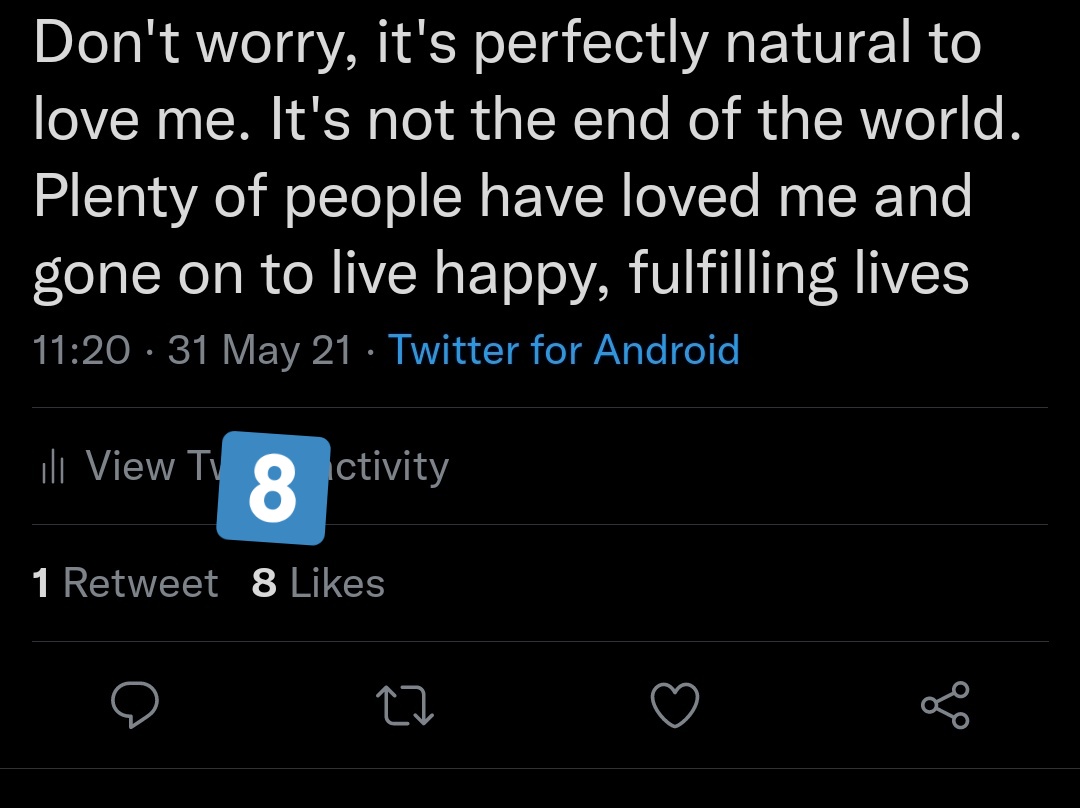 Don't worry, it's perfectly natural to
love me. It's not the end of the world.
Plenty of people have loved me and
gone on to live happy, fulfilling lives
11:20 · 31 May 21 · Twitter for Android
View activity
8
1 Retweet 8 Likes